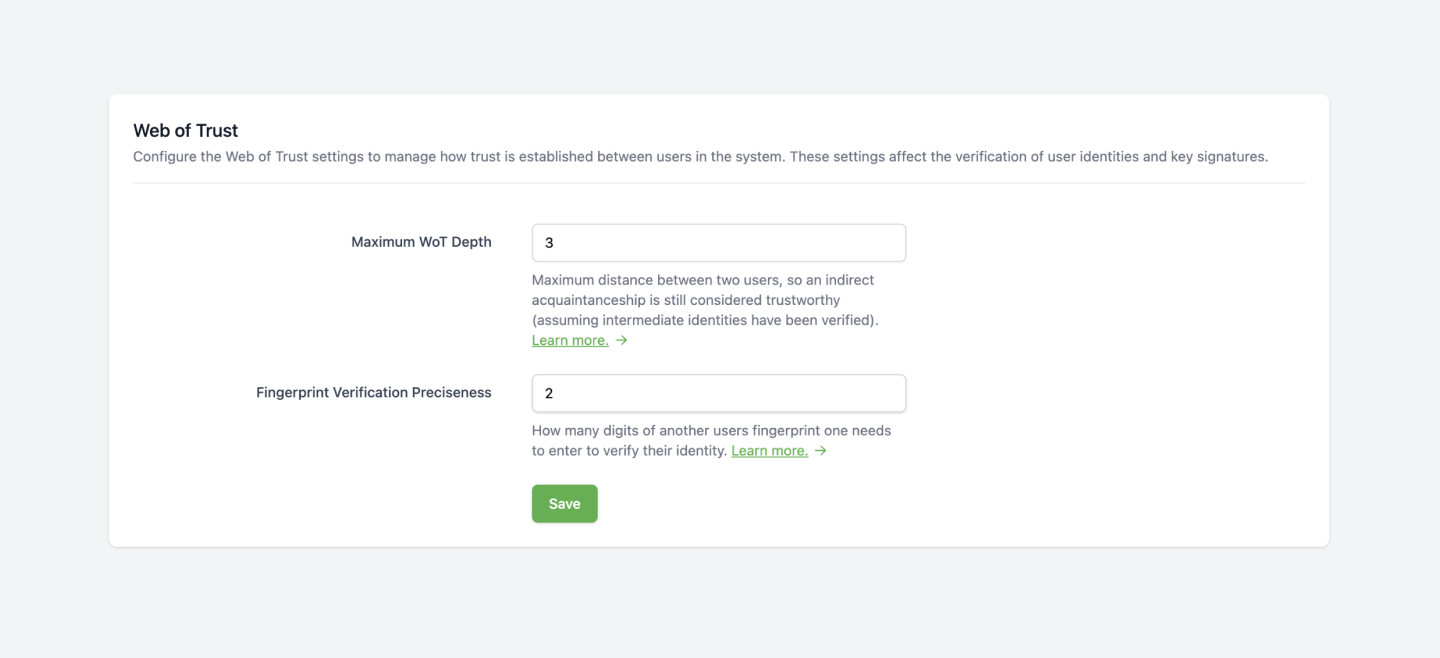 Web of Trust
Configure the Web of Trust settings to manage how trust is established between users in the system. These settings affect the verification of user identities and key signatures.
Maximum WoT Depth
3
Maximum distance between two users, so an indirect
acquaintanceship is still considered trustworthy
(assuming intermediate identities have been verified).
Learn more. →
Fingerprint Verification Preciseness
2
How many digits of another users fingerprint one needs
to enter to verify their identity. Learn more. →
Save